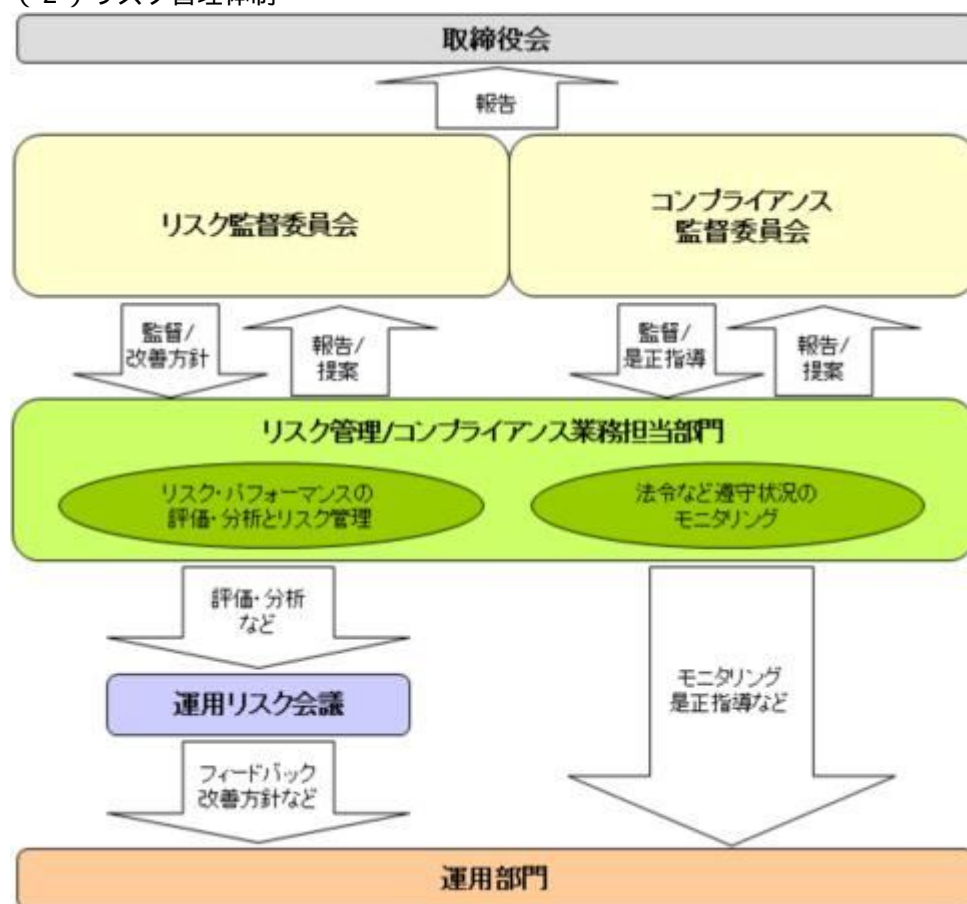 (2)リスク管理体制
取締役会
報告
リスク監督委員会
コンプライアンス
監督委員会
監督/
改善方針
報告/
提案
監督/
是正指導
報告/
提案
リスク管理/コンプライアンス業務担当部門
リスク・パフォーマンスの
評価・分析とリスク管理
法令など遵守状況の
モニタリング
評価・分析
など
運用リスク会議
モニタリング
是正指導など
フィードバック
改善方針など
運用部門